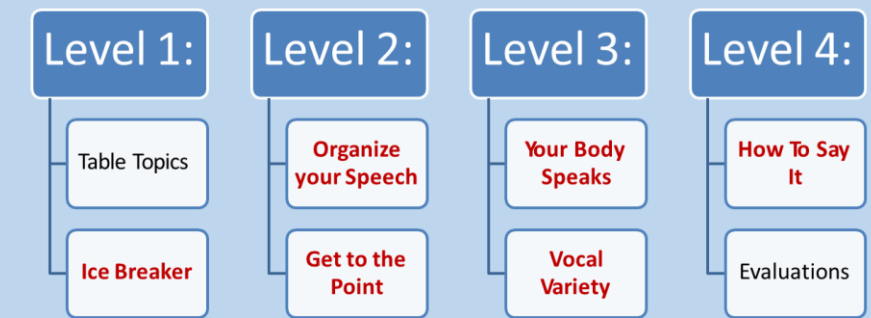 Level 1:
Table Topics
Ice Breaker
Level 2:
Organize
your Speech
Get to the
Point
Level 3:
Your Body
Speaks
Vocal
Variety
Level 4:
How To Say
It
Evaluations